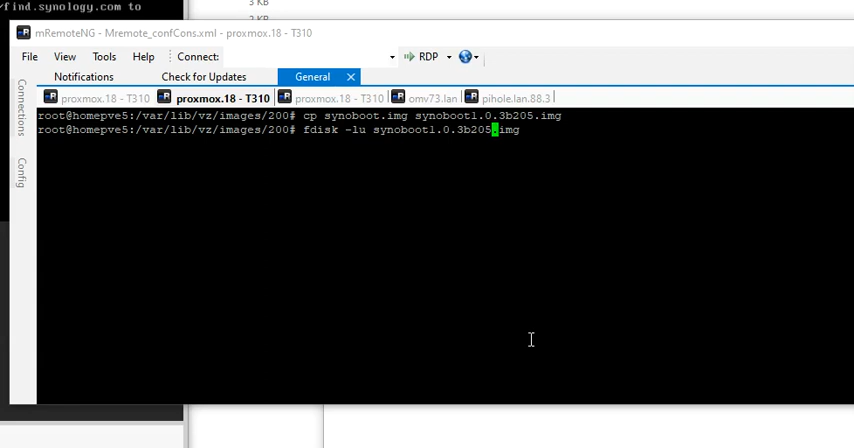 /find.synology.com to
3 KB
2 KB
mRemoteNG - Mremote_confCons.xml - proxmox.18 - T310
File View Tools Help Connect: RDP
Notifications Check for Updates General X
proxmox.18 - T310 proxmox.18 - T310 proxmox.18 - T310 omv73.lan pihole.lan.88.3
Connections
Config
root@homepve5:/var/lib/vz/images/200# cp synoboot.img synoboot1.0.3b205.img
root@homepve5:/var/lib/vz/images/200# fdisk -lu synoboot1.0.3b205.img